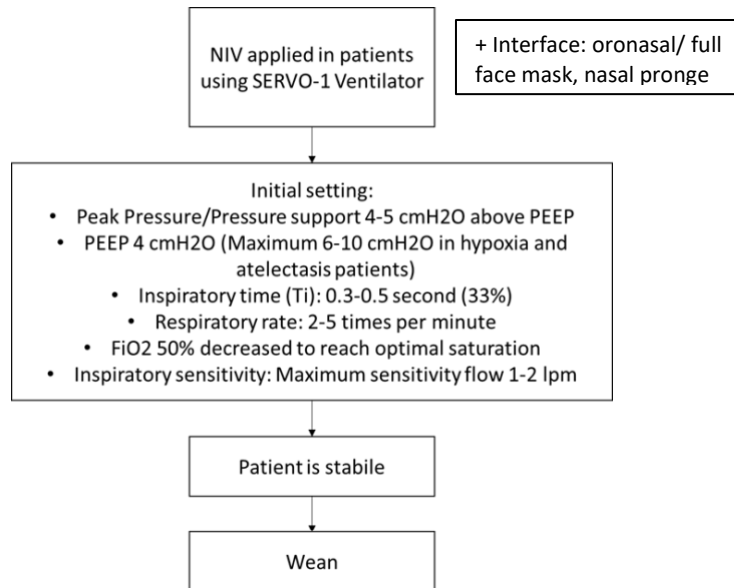 NIV applied in patients
using SERVO-1 Ventilator
+ Interface: oronasal/ full
face mask, nasal pronge
Initial setting:
• Peak Pressure/Pressure support 4-5 cmH2O above PEEP
• PEEP 4 cmH2O (Maximum 6-10 cmH2O in hypoxia and
atelectasis patients)
• Inspiratory time (Ti): 0.3-0.5 second (33%)
• Respiratory rate: 2-5 times per minute
• FiO2 50% decreased to reach optimal saturation
• Inspiratory sensitivity: Maximum sensitivity flow 1-2 lpm
Patient is stabile
Wean